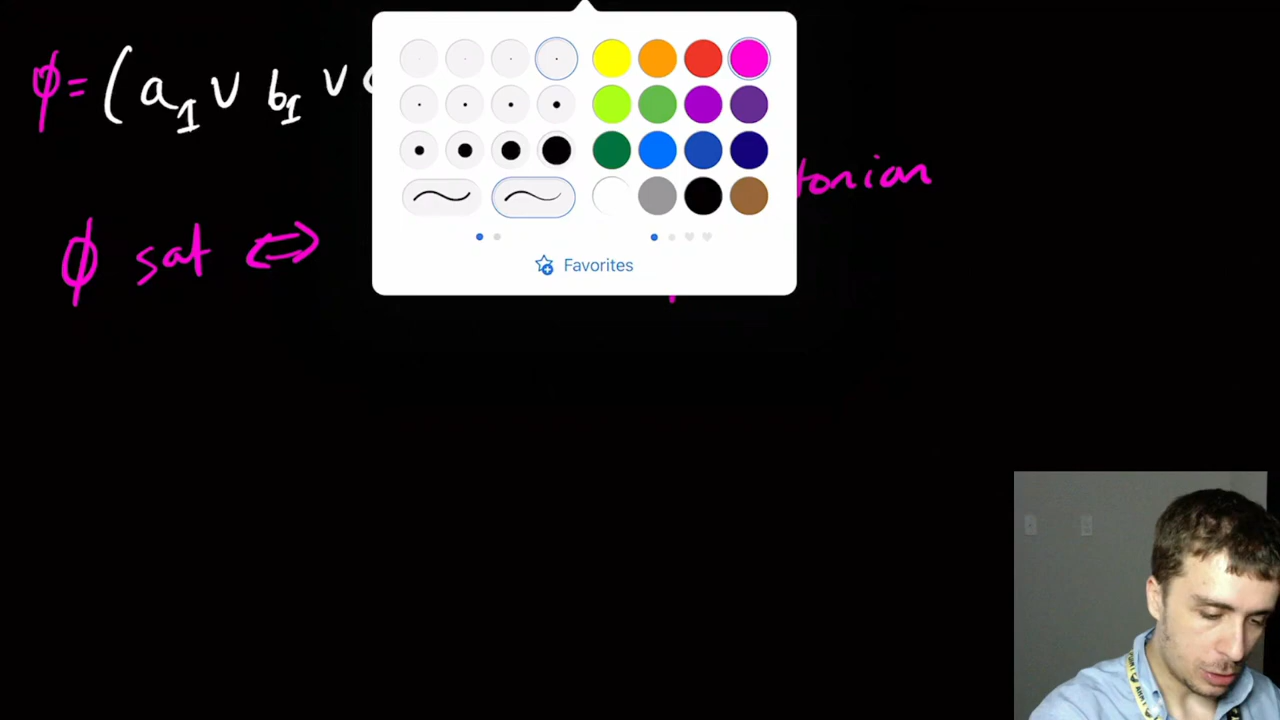 ϕ= (a₁ ∨ b₁ ∨
tonian
ϕ sat ⇔
Favorites